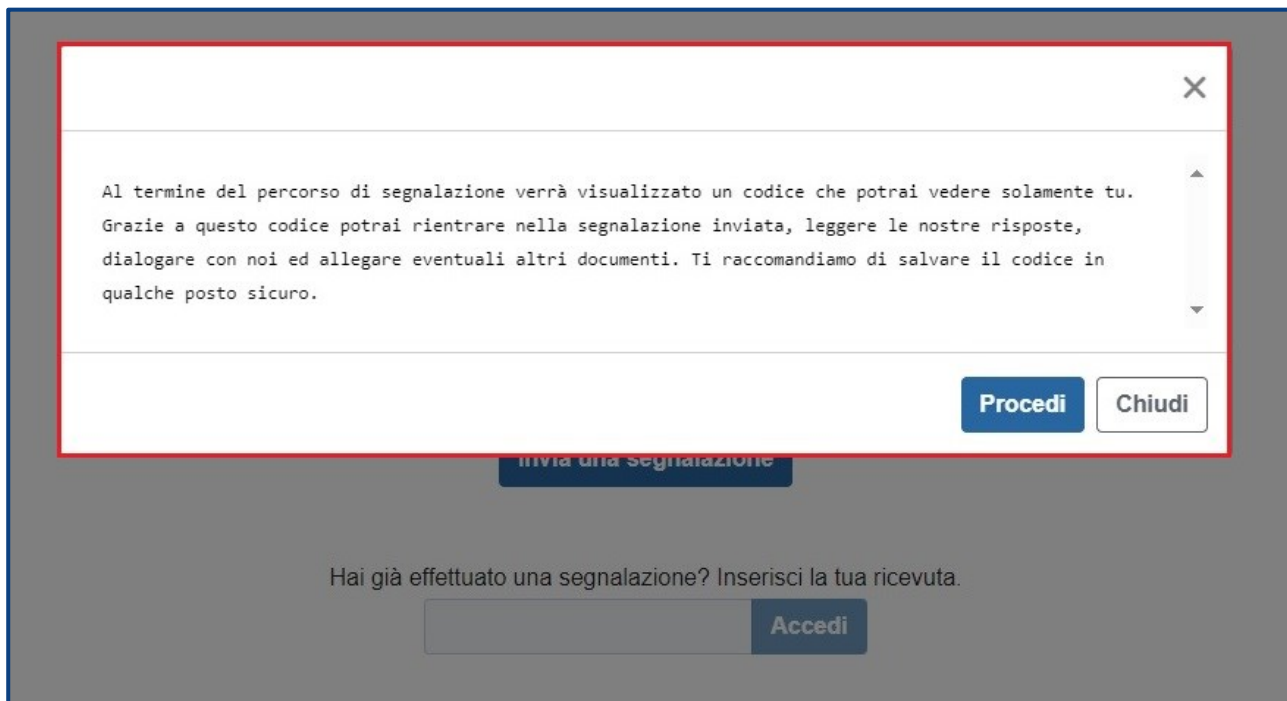 ×
Al termine del percorso di segnalazione verrà visualizzato un codice che potrai vedere solamente tu.
Grazie a questo codice potrai rientrare nella segnalazione inviata, leggere le nostre risposte,
dialogare con noi ed allegare eventuali altri documenti. Ti raccomandiamo di salvare il codice in
qualche posto sicuro.
Procedi Chiudi
Invia una segnalazione
Hai già effettuato una segnalazione? Inserisci la tua ricevuta.
Accedi